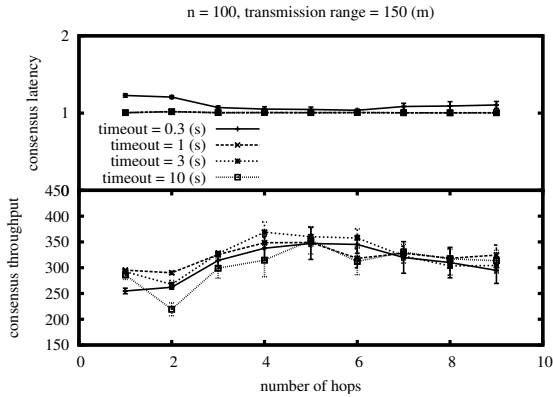 n = 100, transmission range = 150 (m)
2
1
consensus latency
timeout = 0.3 (s)
timeout = 1 (s)
timeout = 3 (s)
timeout = 10 (s)
450
400
350
300
250
200
150
consensus throughput
0 2 4 6 8 10
number of hops